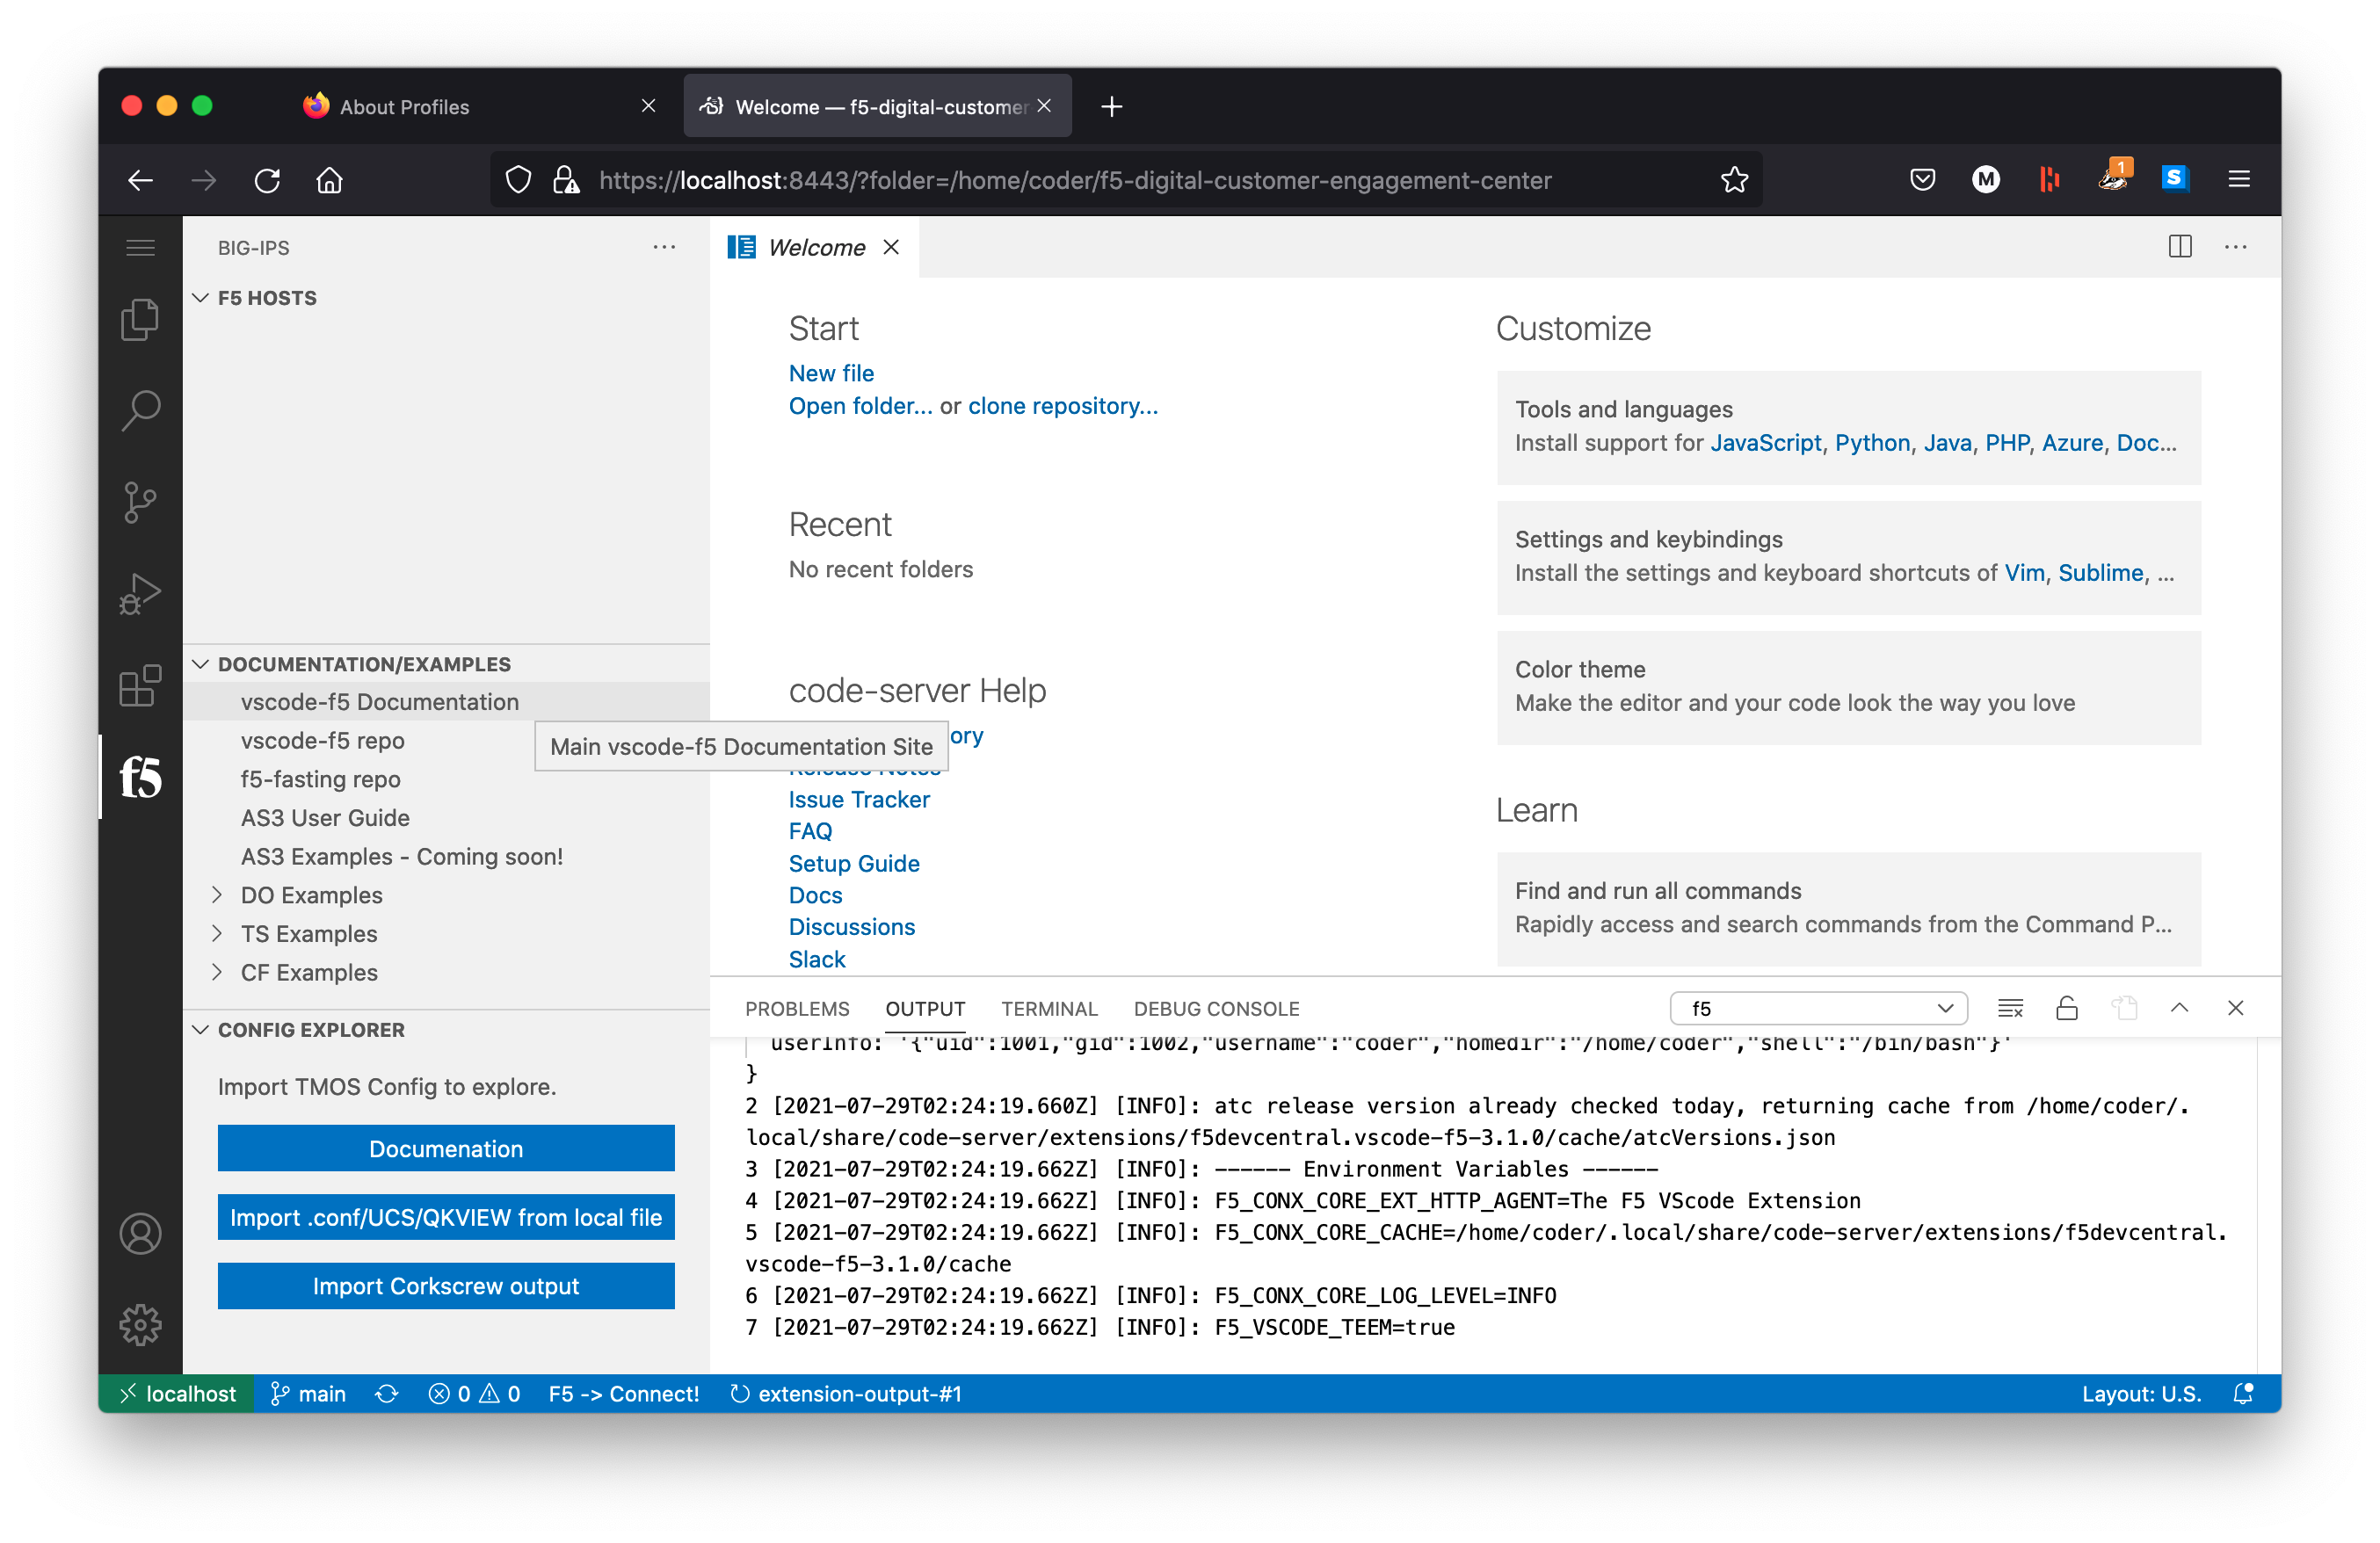 About Profiles
Welcome — f5-digital-customer
https://localhost:8443/?folder=/home/coder/f5-digital-customer-engagement-center
M
1
S
BIG-IPS
F5 HOSTS
DOCUMENTATION/EXAMPLES
vscode-f5 Documentation
vscode-f5 repo
f5-fasting repo
AS3 User Guide
AS3 Examples - Coming soon!
DO Examples
TS Examples
CF Examples
f5
CONFIG EXPLORER
Import TMOS Config to explore.
Documenation
Import .conf/UCS/QKVIEW from local file
Import Corkscrew output
Welcome
Start
New file
Open folder... or clone repository...
Recent
No recent folders
code-server Help
Main vscode-f5 Documentation Site
ory
Release Notes
Issue Tracker
FAQ
Setup Guide
Docs
Discussions
Slack
Customize
Tools and languages
Install support for JavaScript, Python, Java, PHP, Azure, Doc...
Settings and keybindings
Install the settings and keyboard shortcuts of Vim, Sublime, ...
Color theme
Make the editor and your code look the way you love
Learn
Find and run all commands
Rapidly access and search commands from the Command P...
PROBLEMS OUTPUT TERMINAL DEBUG CONSOLE
f5
userInfo: '{"uid":1001,"gid":1002,"username":"coder","homedir":"/home/coder","shell":"/bin/bash"}'
}
2 [2021-07-29T02:24:19.660Z] [INFO]: atc release version already checked today, returning cache from /home/coder/.
local/share/code-server/extensions/f5devcentral.vscode-f5-3.1.0/cache/atcVersions.json
3 [2021-07-29T02:24:19.662Z] [INFO]: ------ Environment Variables ------
4 [2021-07-29T02:24:19.662Z] [INFO]: F5_CONX_CORE_EXT_HTTP_AGENT=The F5 VScode Extension
5 [2021-07-29T02:24:19.662Z] [INFO]: F5_CONX_CORE_CACHE=/home/coder/.local/share/code-server/extensions/f5devcentral.
vscode-f5-3.1.0/cache
6 [2021-07-29T02:24:19.662Z] [INFO]: F5_CONX_CORE_LOG_LEVEL=INFO
7 [2021-07-29T02:24:19.662Z] [INFO]: F5_VSCODE_TEEM=true
localhost main 0 0 F5 -> Connect! extension-output-#1 Layout: U.S.